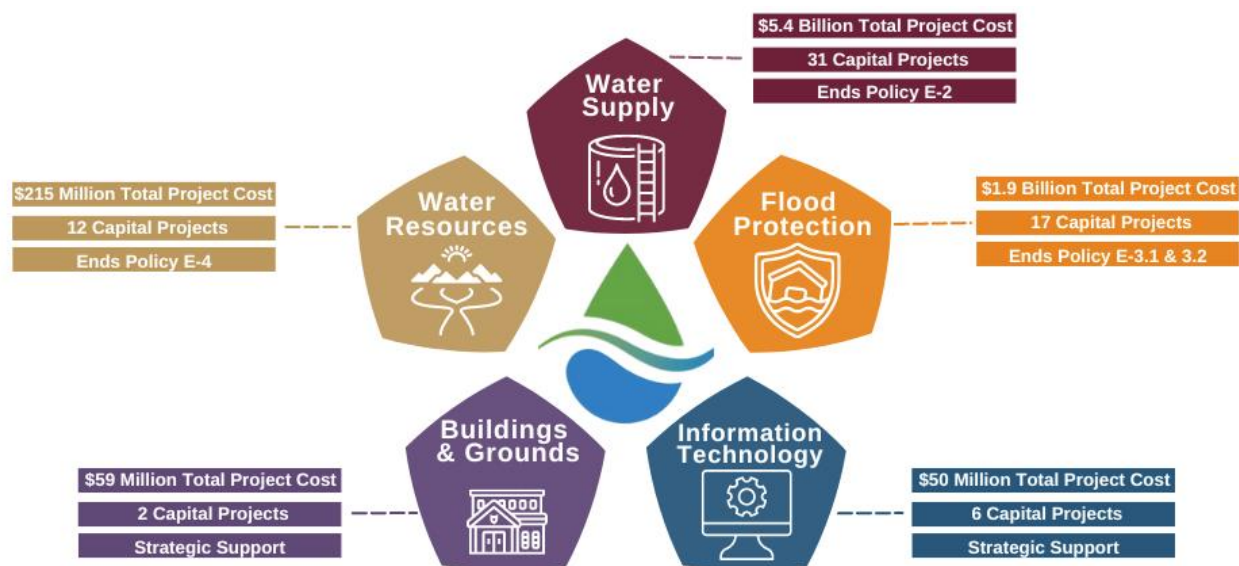 $5.4 Billion Total Project Cost
31 Capital Projects
Ends Policy E-2
Water
Supply
$215 Million Total Project Cost
12 Capital Projects
Ends Policy E-4
Water
Resources
Flood
Protection
$1.9 Billion Total Project Cost
17 Capital Projects
Ends Policy E-3.1 & 3.2
Buildings
& Grounds
$59 Million Total Project Cost
2 Capital Projects
Strategic Support
Information
Technology
$50 Million Total Project Cost
6 Capital Projects
Strategic Support